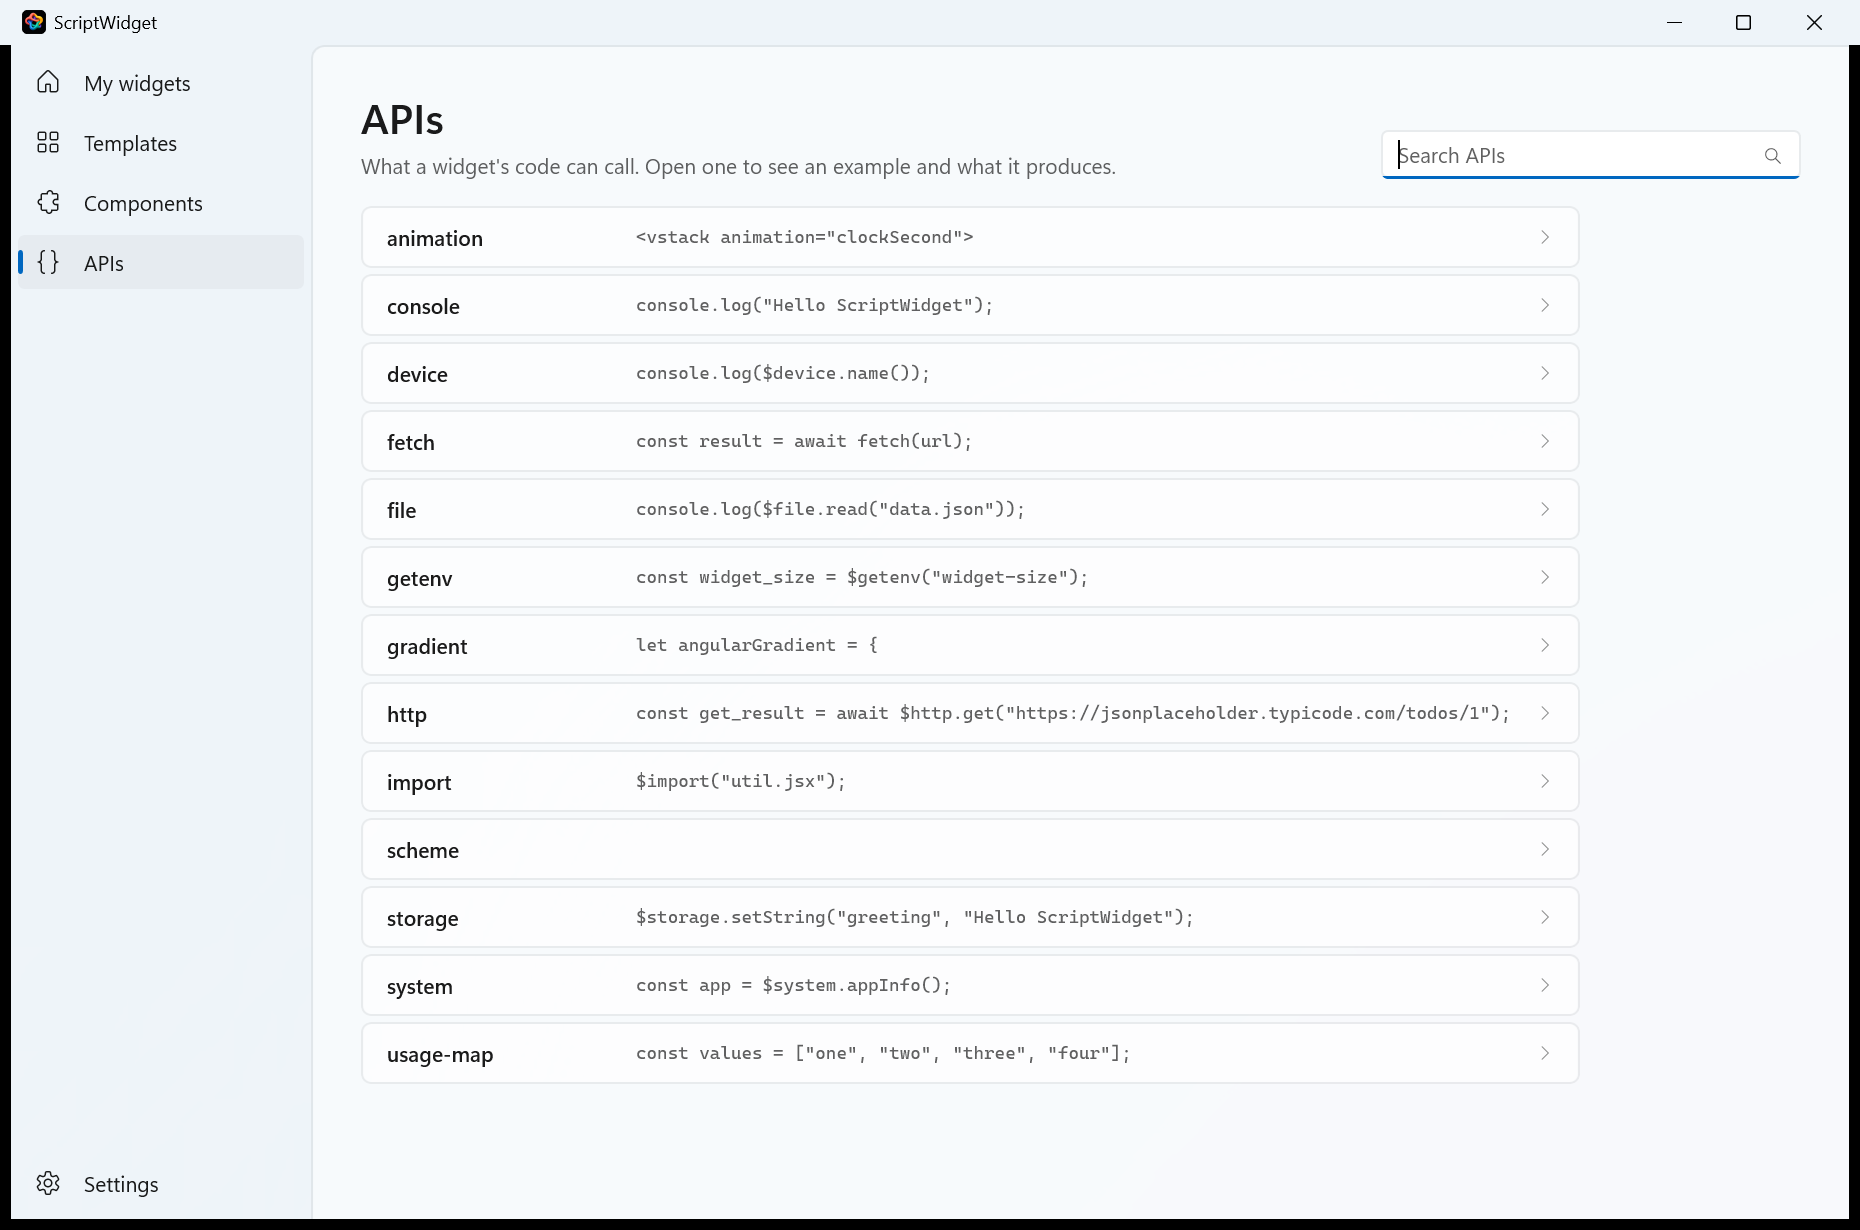 ScriptWidget
My widgets
Templates
Components
APIs
Settings
APIs
What a widget's code can call. Open one to see an example and what it produces.
Search APIs
animation <vstack animation="clockSecond">
console console.log("Hello ScriptWidget");
device console.log($device.name());
fetch const result = await fetch(url);
file console.log($file.read("data.json"));
getenv const widget_size = $getenv("widget-size");
gradient let angularGradient = {
http const get_result = await $http.get("https://jsonplaceholder.typicode.com/todos/1");
import $import("util.jsx");
scheme
storage $storage.setString("greeting", "Hello ScriptWidget");
system const app = $system.appInfo();
usage-map const values = ["one", "two", "three", "four"];